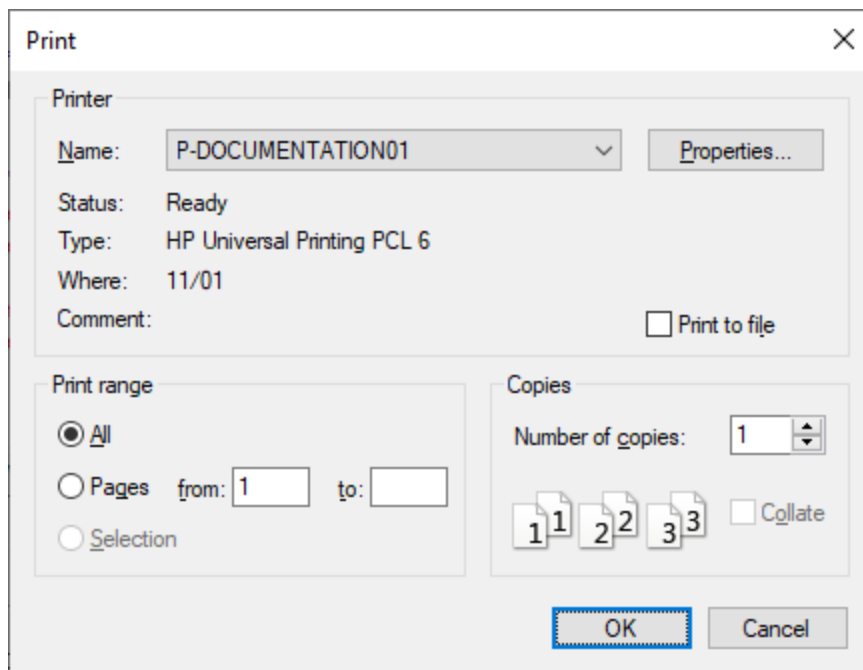 Print
Printer
Name: P-DOCUMENTATION01 Properties...
Status: Ready
Type: HP Universal Printing PCL 6
Where: 11/01
Comment: Print to file
Print range
All
Pages from: 1 to:
Selection
Copies
Number of copies: 1
1 1 2 2 3 3 Collate
OK Cancel